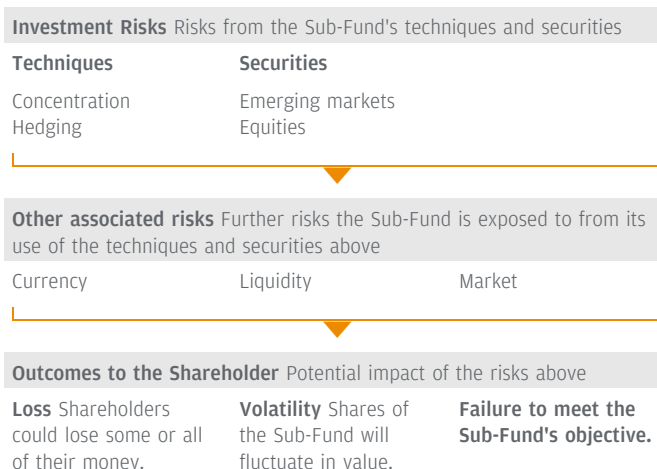 Investment Risks Risks from the Sub-Fund's techniques and securities
Techniques Securities
Concentration Emerging markets
Hedging Equities
Other associated risks Further risks the Sub-Fund is exposed to from its
use of the techniques and securities above
Currency Liquidity Market
Outcomes to the Shareholder Potential impact of the risks above
Loss Shareholders
could lose some or all
of their money.
Volatility Shares of
the Sub-Fund will
fluctuate in value.
Failure to meet the
Sub-Fund's objective.